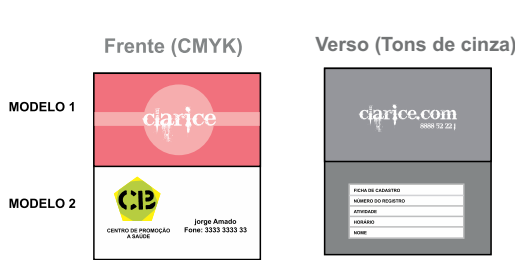 Frente (CMYK)
Verso (Tons de cinza)
MODELO 1
clarice
clarice.com
8888 52 22 j
MODELO 2
CP
CENTRO DE PROMOÇÃO
A SAÚDE
jorge Amado
Fone: 3333 3333 33
FICHA DE CADASTRO
NÚMERO DO REGISTRO
ATIVIDADE
HORÁRIO
NOME